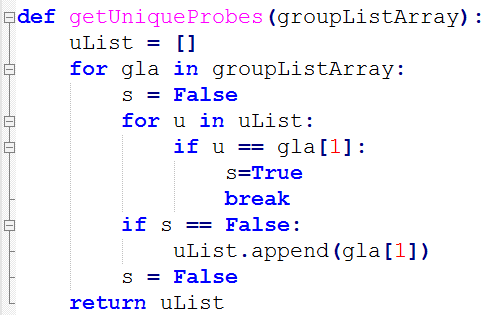 def getUniqueProbes(groupListArray):
    uList = []
    for gla in groupListArray:
        s = False
        for u in uList:
            if u == gla[1]:
                s=True
                break
        if s == False:
            uList.append(gla[1])
        s = False
    return uList